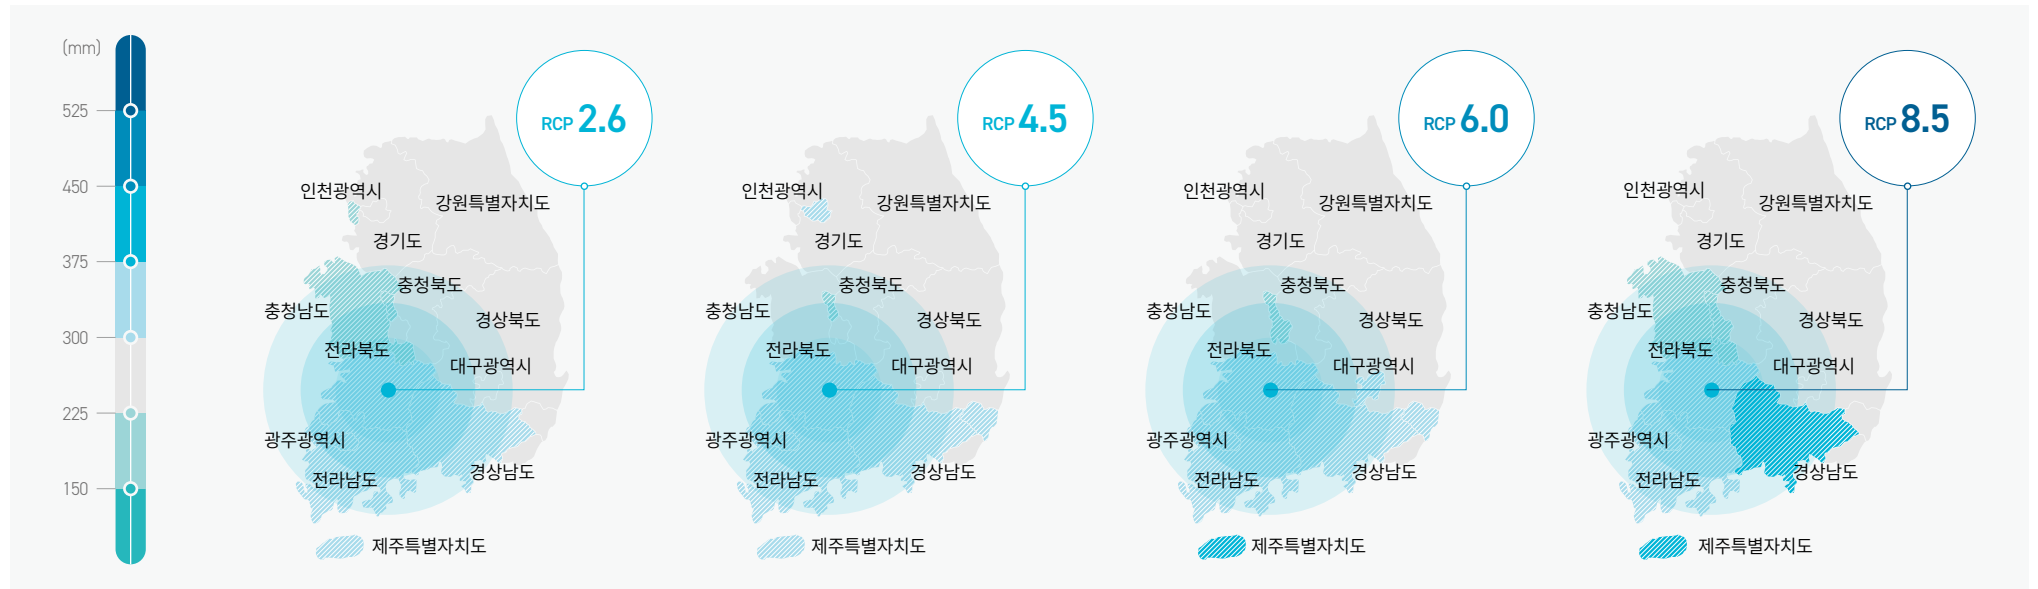 (mm)
525
450
375
300
225
150
RCP 2.6
인천광역시
강원특별자치도
경기도
충청북도
충청남도
경상북도
전라북도
대구광역시
광주광역시
전라남도
경상남도
제주특별자치도
RCP 4.5
인천광역시
강원특별자치도
경기도
충청북도
충청남도
경상북도
전라북도
대구광역시
광주광역시
전라남도
경상남도
제주특별자치도
RCP 6.0
인천광역시
강원특별자치도
경기도
충청북도
충청남도
경상북도
전라북도
대구광역시
광주광역시
전라남도
경상남도
제주특별자치도
RCP 8.5
인천광역시
강원특별자치도
경기도
충청북도
충청남도
경상북도
전라북도
대구광역시
광주광역시
전라남도
경상남도
제주특별자치도